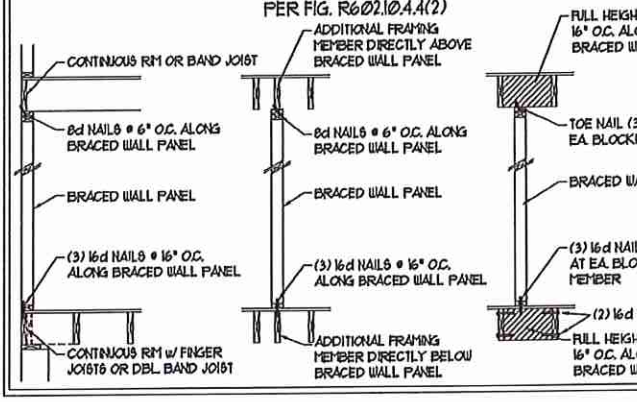 PER FIG. R602.10.4.4(2)
CONTINUOUS RIM OR BAND JOIST
8d NAILS @ 6" O.C. ALONG
BRACED WALL PANEL
BRACED WALL PANEL
(3) 16d NAILS @ 16" O.C.
ALONG BRACED WALL PANEL
CONTINUOUS RIM W/ FINGER
JOISTS OR DBL. BAND JOIST
ADDITIONAL FRAMING
MEMBER DIRECTLY ABOVE
BRACED WALL PANEL
8d NAILS @ 6" O.C. ALONG
BRACED WALL PANEL
BRACED WALL PANEL
(3) 16d NAILS @ 16" O.C.
ALONG BRACED WALL PANEL
ADDITIONAL FRAMING
MEMBER DIRECTLY BELOW
BRACED WALL PANEL
FULL HEIGH
16" O.C. ALO
BRACED W
TOE NAIL (3
EA. BLOCKI
BRACED WA
(3) 16d NAIL
AT EA. BLO
MEMBER
(2) 16d
FULL HEIGH
16" O.C. ALO
BRACED W